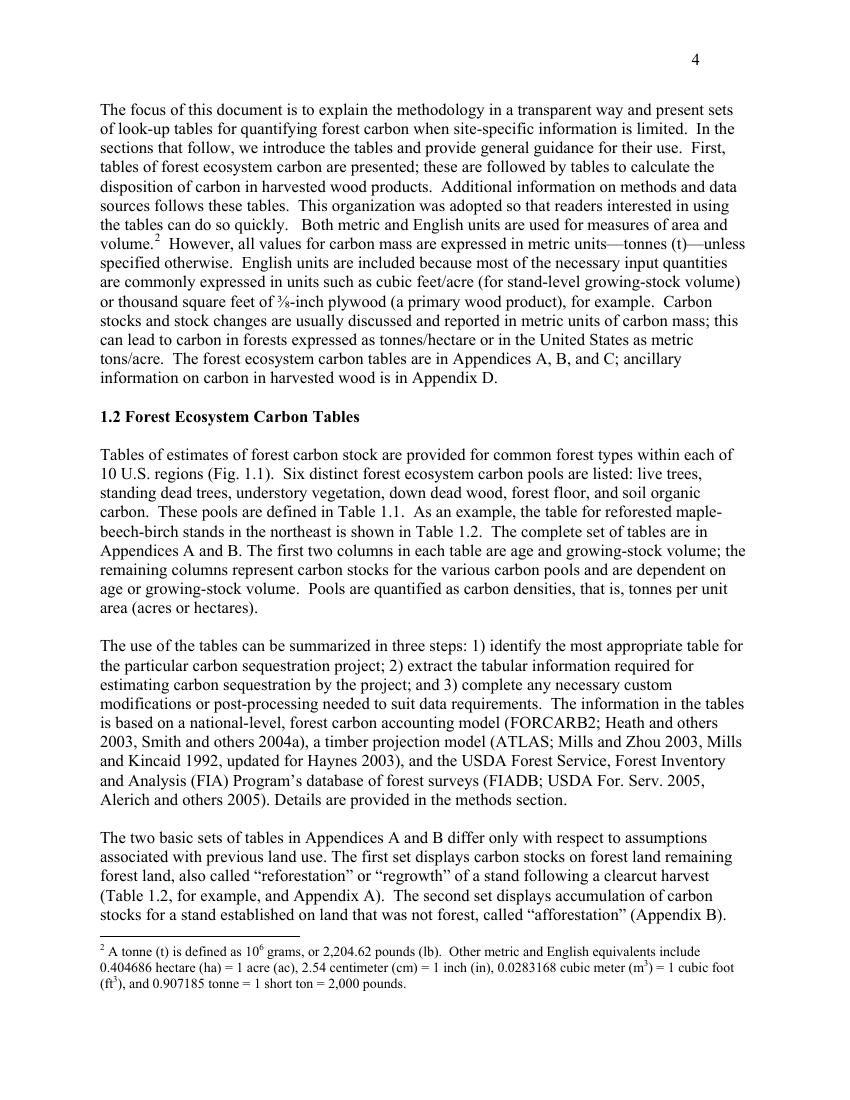 4
The focus of this document is to explain the methodology in a transparent way and present sets
of look-up tables for quantifying forest carbon when site-specific information is limited.  In the
sections that follow, we introduce the tables and provide general guidance for their use.  First,
tables of forest ecosystem carbon are presented; these are followed by tables to calculate the
disposition of carbon in harvested wood products.  Additional information on methods and data
sources follows these tables.  This organization was adopted so that readers interested in using
the tables can do so quickly.   Both metric and English units are used for measures of area and
volume.²  However, all values for carbon mass are expressed in metric units—tonnes (t)—unless
specified otherwise.  English units are included because most of the necessary input quantities
are commonly expressed in units such as cubic feet/acre (for stand-level growing-stock volume)
or thousand square feet of ⅜-inch plywood (a primary wood product), for example.  Carbon
stocks and stock changes are usually discussed and reported in metric units of carbon mass; this
can lead to carbon in forests expressed as tonnes/hectare or in the United States as metric
tons/acre.  The forest ecosystem carbon tables are in Appendices A, B, and C; ancillary
information on carbon in harvested wood is in Appendix D.
1.2 Forest Ecosystem Carbon Tables
Tables of estimates of forest carbon stock are provided for common forest types within each of
10 U.S. regions (Fig. 1.1).  Six distinct forest ecosystem carbon pools are listed: live trees,
standing dead trees, understory vegetation, down dead wood, forest floor, and soil organic
carbon.  These pools are defined in Table 1.1.  As an example, the table for reforested maple-
beech-birch stands in the northeast is shown in Table 1.2.  The complete set of tables are in
Appendices A and B. The first two columns in each table are age and growing-stock volume; the
remaining columns represent carbon stocks for the various carbon pools and are dependent on
age or growing-stock volume.  Pools are quantified as carbon densities, that is, tonnes per unit
area (acres or hectares).
The use of the tables can be summarized in three steps: 1) identify the most appropriate table for
the particular carbon sequestration project; 2) extract the tabular information required for
estimating carbon sequestration by the project; and 3) complete any necessary custom
modifications or post-processing needed to suit data requirements.  The information in the tables
is based on a national-level, forest carbon accounting model (FORCARB2; Heath and others
2003, Smith and others 2004a), a timber projection model (ATLAS; Mills and Zhou 2003, Mills
and Kincaid 1992, updated for Haynes 2003), and the USDA Forest Service, Forest Inventory
and Analysis (FIA) Program’s database of forest surveys (FIADB; USDA For. Serv. 2005,
Alerich and others 2005). Details are provided in the methods section.
The two basic sets of tables in Appendices A and B differ only with respect to assumptions
associated with previous land use. The first set displays carbon stocks on forest land remaining
forest land, also called “reforestation” or “regrowth” of a stand following a clearcut harvest
(Table 1.2, for example, and Appendix A).  The second set displays accumulation of carbon
stocks for a stand established on land that was not forest, called “afforestation” (Appendix B).
² A tonne (t) is defined as 10⁶ grams, or 2,204.62 pounds (lb).  Other metric and English equivalents include
0.404686 hectare (ha) = 1 acre (ac), 2.54 centimeter (cm) = 1 inch (in), 0.0283168 cubic meter (m³) = 1 cubic foot
(ft³), and 0.907185 tonne = 1 short ton = 2,000 pounds.